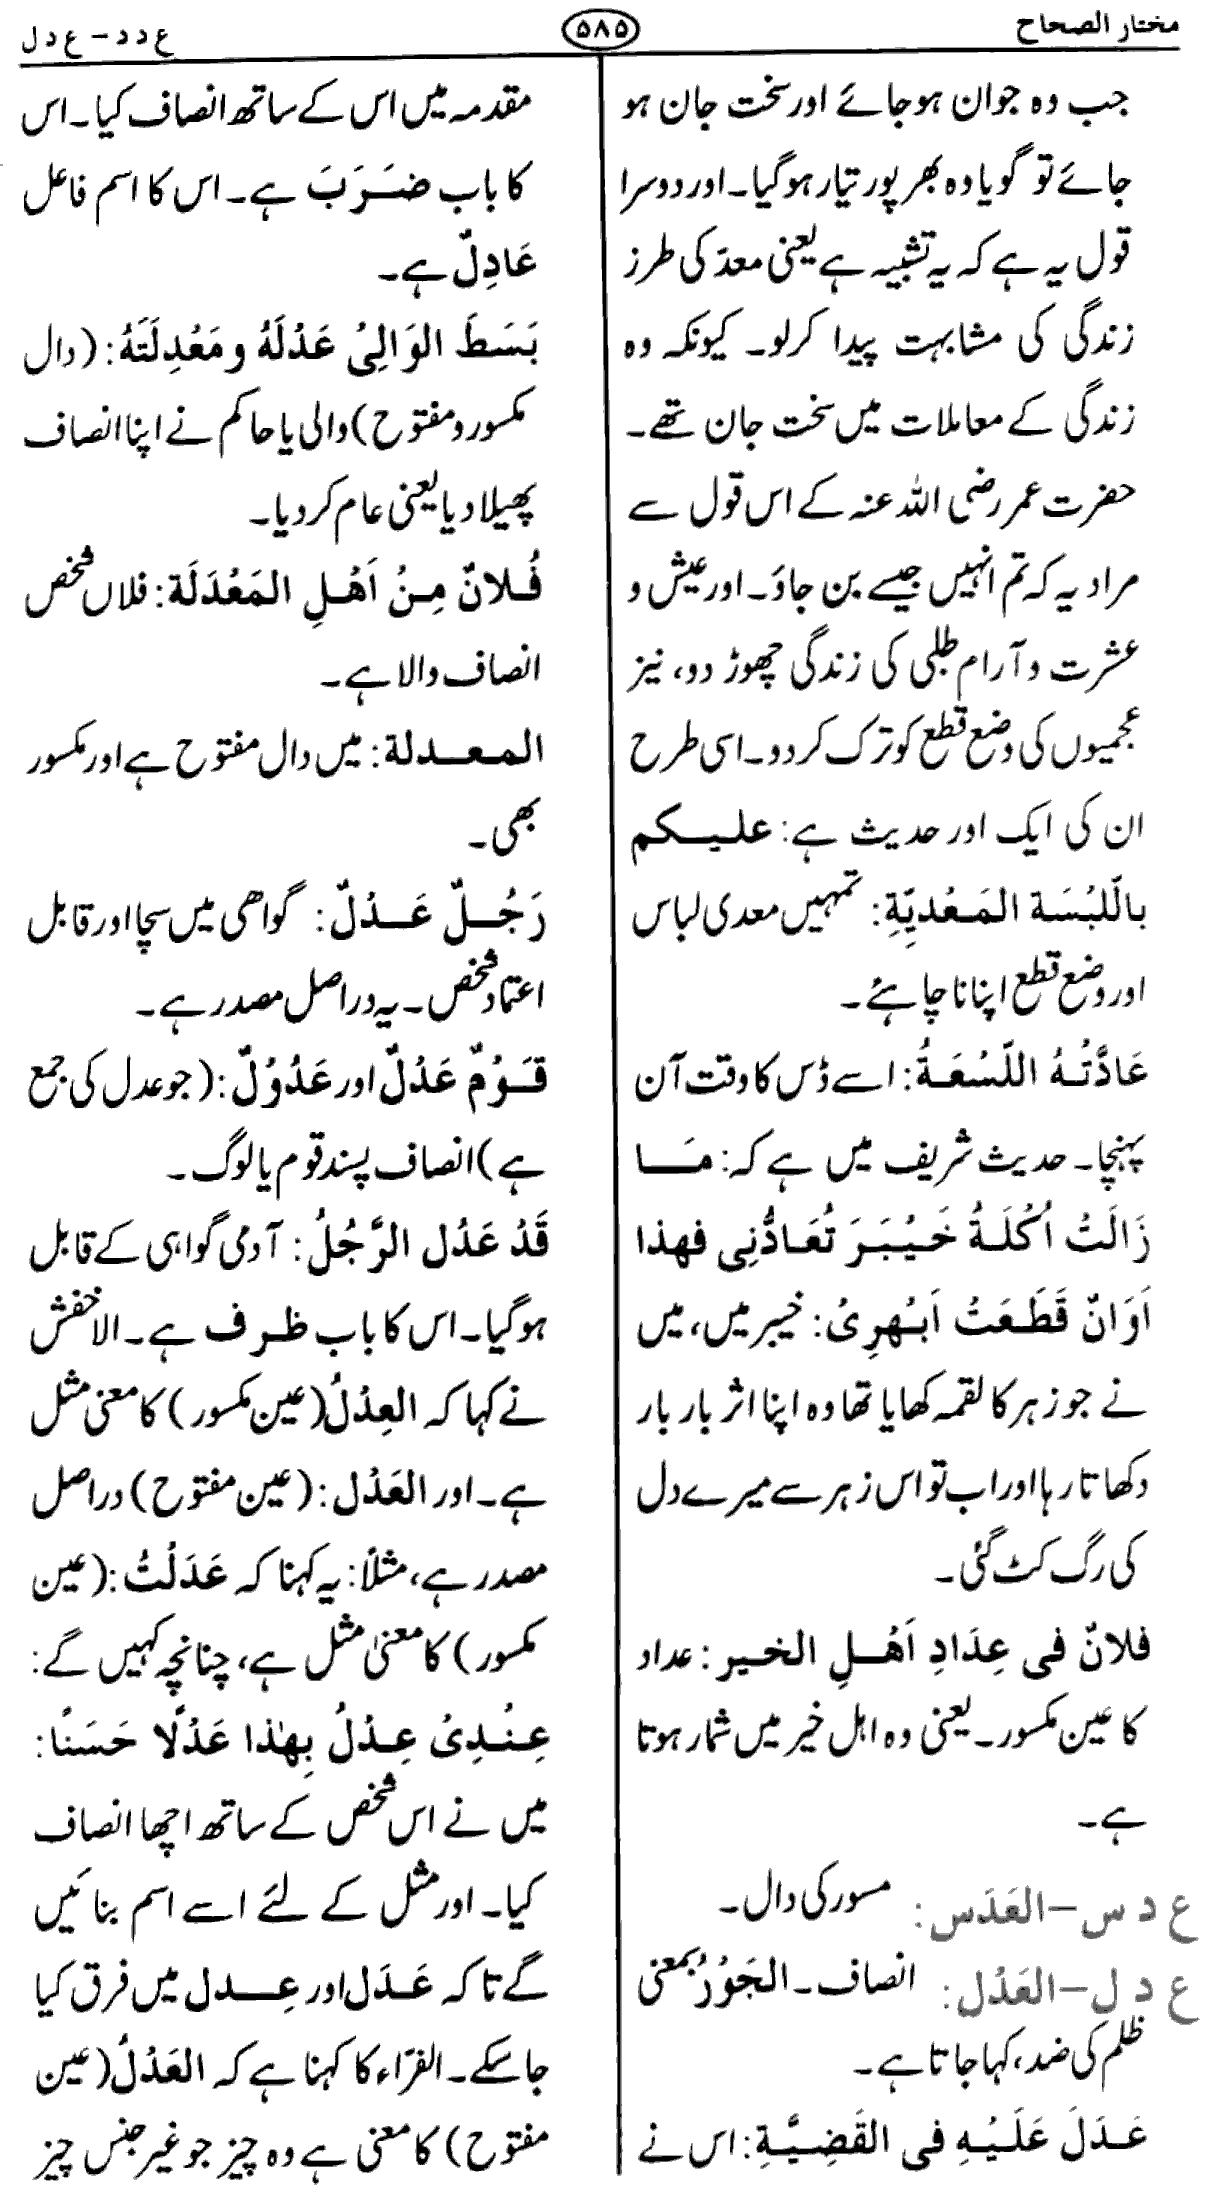 مختار الصحاح
۵۸۵
ع د د – ع د ل
جب وہ جوان ہو جائے اور سخت جان ہو
جائے تو گویا وہ بھرپور تیار ہوگیا۔ اور دوسرا
قول یہ ہے کہ یہ تشبیہ ہے یعنی معدّ کی طرز
زندگی کی مشابہت پیدا کرلو۔ کیونکہ وہ
زندگی کے معاملات میں سخت جان تھے۔
حضرت عمر رضی اللہ عنہ کے اس قول سے
مراد یہ کہ تم انہیں جیسے بن جاؤ۔ اور عیش و
عشرت و آرام طلبی کی زندگی چھوڑ دو، نیز
عجمیوں کی وضع قطع کو ترک کردو۔ اسی طرح
ان کی ایک اور حدیث ہے: علیکم
بالّلبُسَة المَعُدِیَّةِ: تمہیں معدی لباس
اور وضع قطع اپنانا چاہئے۔
عَادَّتُهُ اللّسُعَةُ: اسے ڈس کا وقت آن
پہنچا۔ حدیث شریف میں ہے کہ: مَا
زَالَتُ اُکُلَةُ خَیُبَرَ تُعَادُّنِی فهذا
اَوَانٌ قَطَعَتُ اَبُهرِیُ: خیبر میں، میں
نے جو زہر کا لقمہ کھایا تھا وہ اپنا اثر بار بار
دکھاتا رہا اور اب تو اس زہر سے میرے دل
کی رگ کٹ گئی۔
فلانٌ فی عِدَادِ اَهُلِ الخیر: عداد
کا عین مکسور۔ یعنی وہ اہل خیر میں شمار ہوتا
ہے۔
ع د س – العَدَس: مسور کی دال۔
ع د ل – العَدُل: انصاف۔ الجَوُرُ بمعنی
ظلم کی ضد، کہا جاتا ہے۔
عَدَلَ عَلَیُهِ فی القَضِیَّةِ: اس نے
مقدمہ میں اس کے ساتھ انصاف کیا۔ اس
کا باب ضَرَبَ ہے۔ اس کا اسم فاعل
عَادِلٌ ہے۔
بَسَطَ الوَالِیُ عَدُلَهُ و مَعُدِلَتَهُ: (دال
مکسور و مفتوح) والی یا حاکم نے اپنا انصاف
پھیلا دیا یعنی عام کر دیا۔
فُلانٌ مِنُ اَهُلِ المَعُدَلَة: فلاں شخص
انصاف والا ہے۔
المعدلة: میں دال مفتوح ہے اور مکسور
بھی۔
رَجُلٌ عَدُلٌ: گواہی میں سچا اور قابل
اعتماد شخص۔ یہ دراصل مصدر ہے۔
قَوُمٌ عَدُلٌ اور عَدُوُلٌ: (جو عدل کی جمع
ہے) انصاف پسند قوم یا لوگ۔
قَدُ عَدُل الرَّجُلُ: آدمی گواہی کے قابل
ہوگیا۔ اس کا باب ظرف ہے۔ الاخفش
نے کہا کہ العِدُلُ (عین مکسور) کا معنی مثل
ہے۔ اور العَدُل: (عین مفتوح) دراصل
مصدر ہے، مثلاً: یہ کہنا کہ عَدَلُتُ: (عین
مکسور) کا معنیٰ مثل ہے، چنانچہ کہیں گے:
عِنُدِیُ عِدُلُ بِهٰذا عَدُلًا حَسَنًا:
میں نے اس شخص کے ساتھ اچھا انصاف
کیا۔ اور مثل کے لئے اسے اسم بنائیں
گے تاکہ عَدَل اور عِدل میں فرق کیا
جاسکے۔ الفرّاء کا کہنا ہے کہ العَدُلُ (عین
مفتوح) کا معنی ہے وہ چیز جو غیر جنس چیز